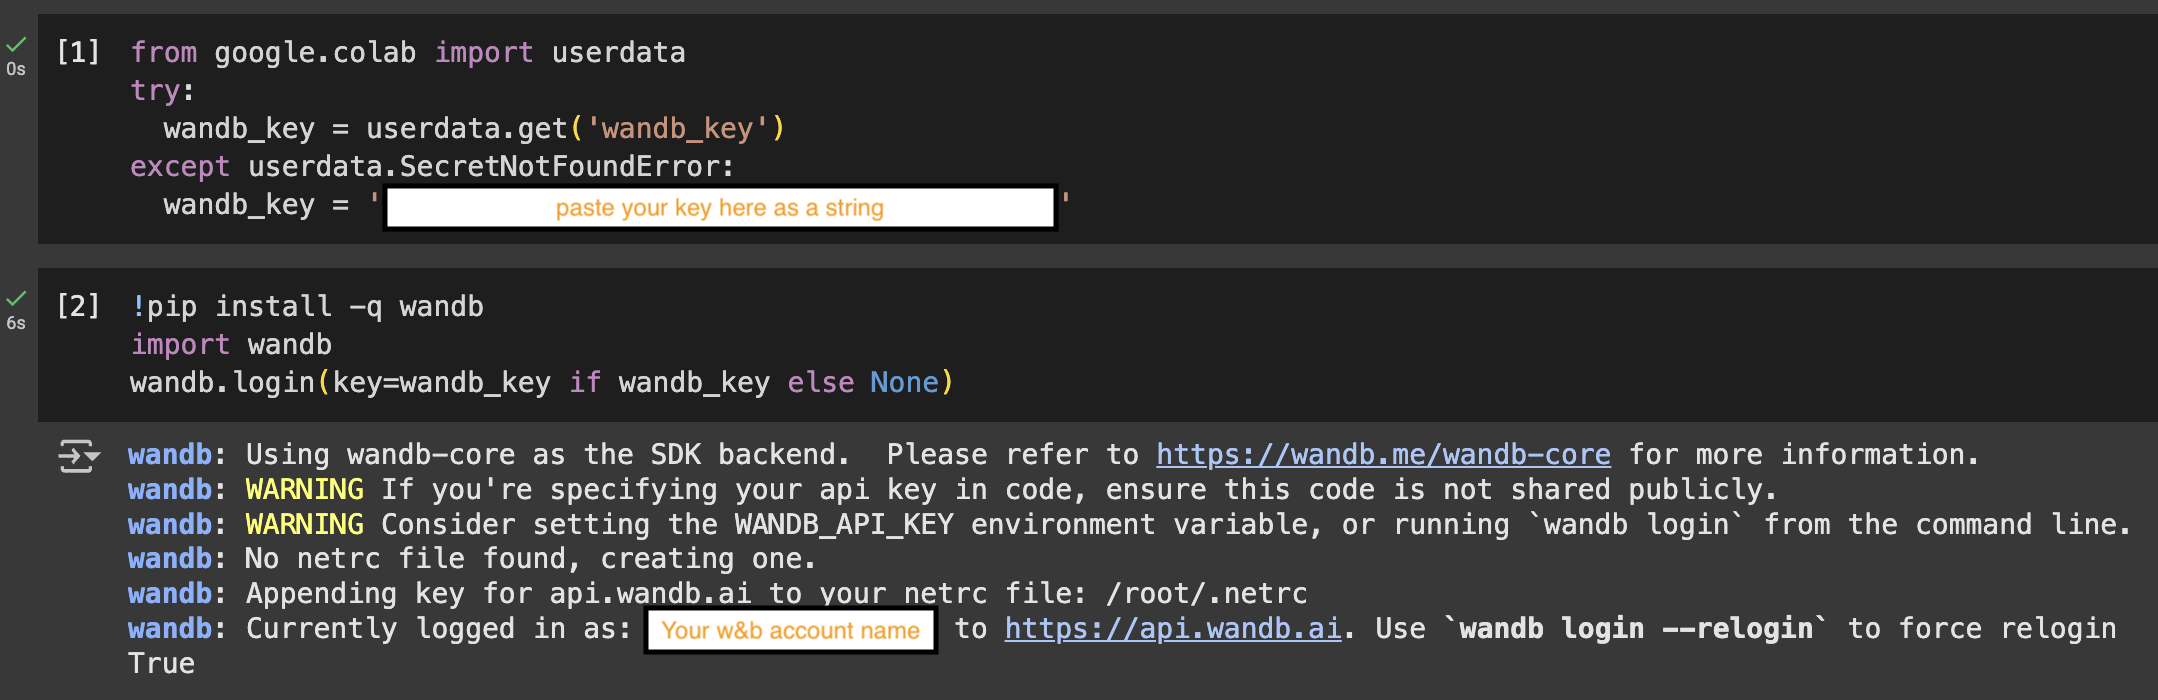 [1] from google.colab import userdata
0s
try:
wandb_key = userdata.get('wandb_key')
except userdata.SecretNotFoundError:
wandb_key = 'paste your key here as a string'
[2] !pip install -q wandb
6s
import wandb
wandb.login(key=wandb_key if wandb_key else None)
wandb: Using wandb-core as the SDK backend.  Please refer to https://wandb.me/wandb-core for more information.
wandb: WARNING If you're specifying your api key in code, ensure this code is not shared publicly.
wandb: WARNING Consider setting the WANDB_API_KEY environment variable, or running `wandb login` from the command line.
wandb: No netrc file found, creating one.
wandb: Appending key for api.wandb.ai to your netrc file: /root/.netrc
wandb: Currently logged in as: Your w&b account name to https://api.wandb.ai. Use `wandb login --relogin` to force relogin
True